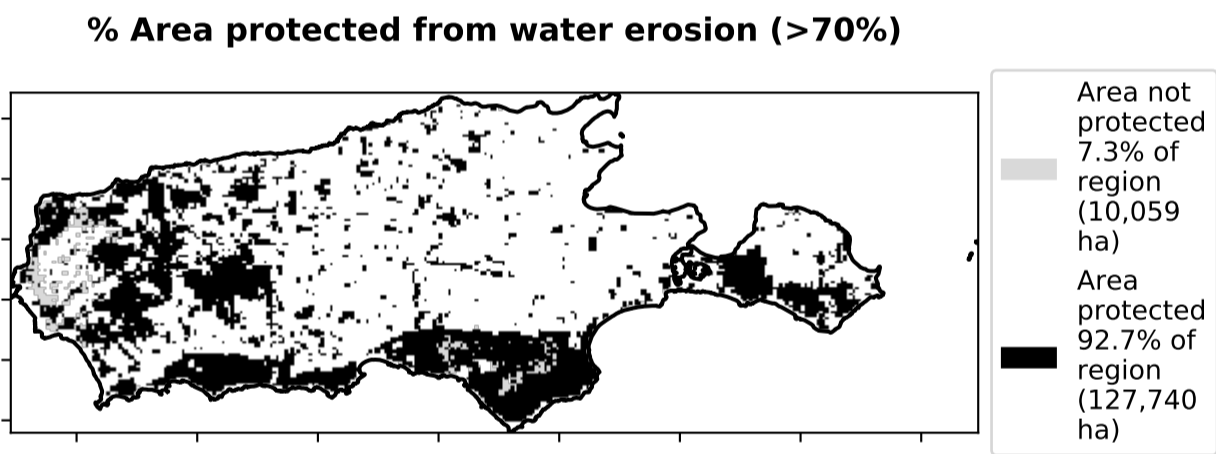 % Area protected from water erosion (>70%)
Area not
protected
7.3% of
region
(10,059
ha)
Area
protected
92.7% of
region
(127,740
ha)